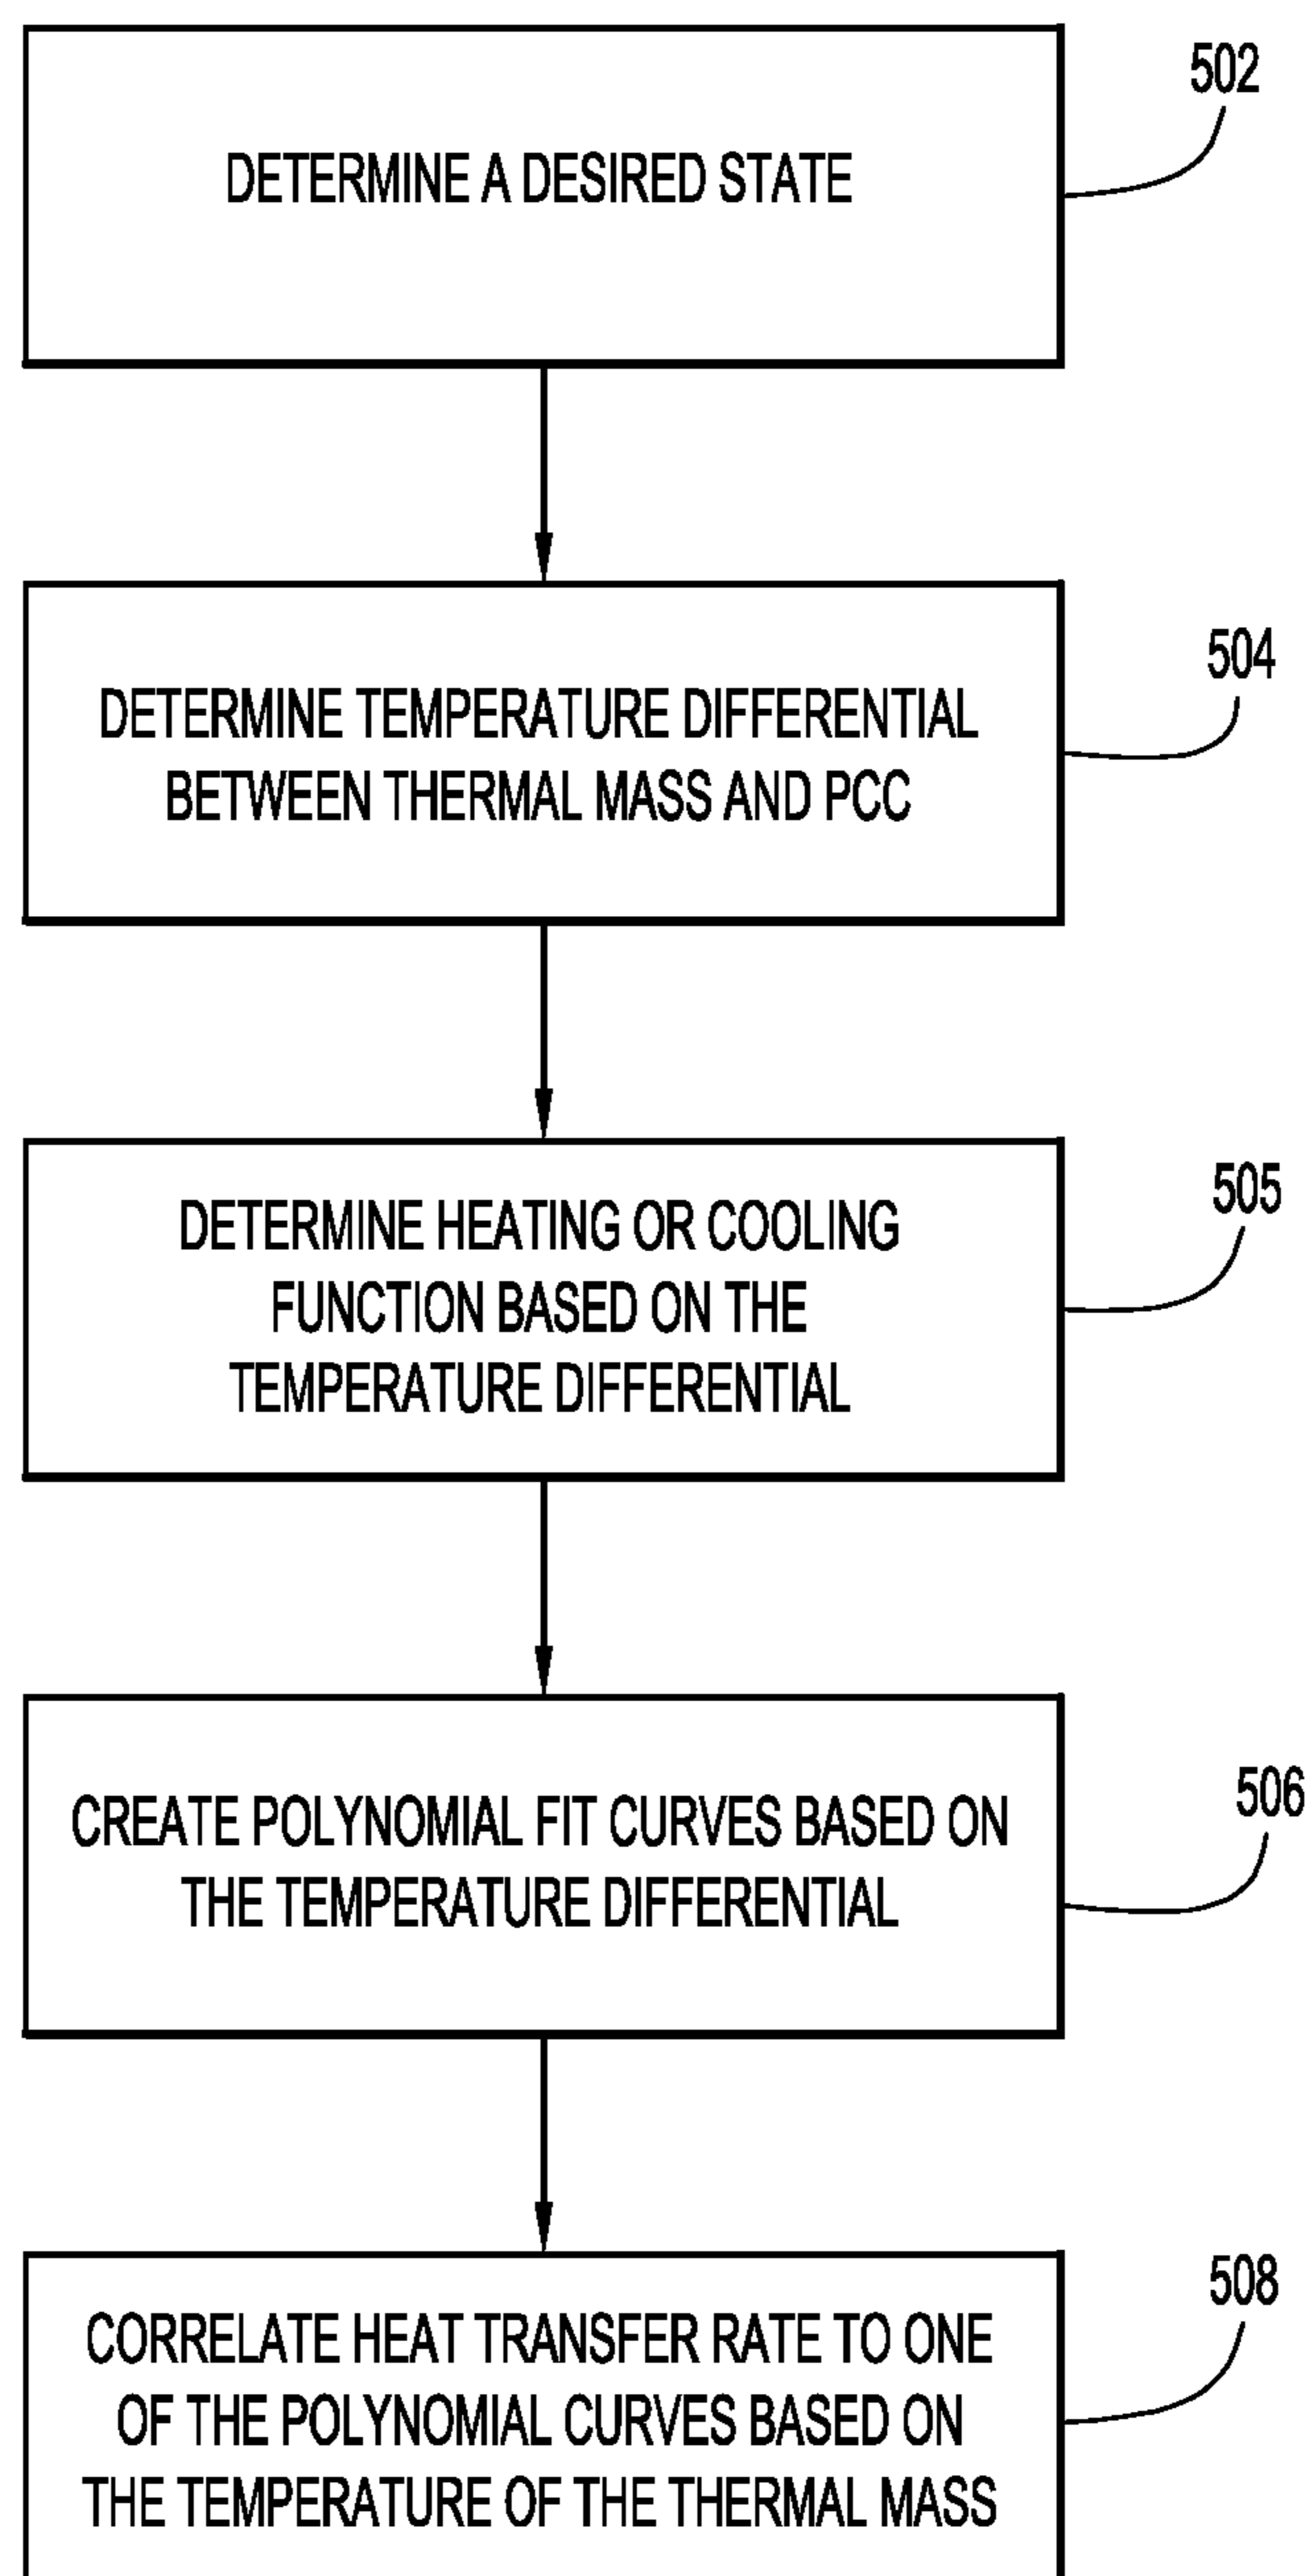 502
DETERMINE A DESIRED STATE
504
DETERMINE TEMPERATURE DIFFERENTIAL
BETWEEN THERMAL MASS AND PCC
505
DETERMINE HEATING OR COOLING
FUNCTION BASED ON THE
TEMPERATURE DIFFERENTIAL
506
CREATE POLYNOMIAL FIT CURVES BASED ON
THE TEMPERATURE DIFFERENTIAL
508
CORRELATE HEAT TRANSFER RATE TO ONE
OF THE POLYNOMIAL CURVES BASED ON
THE TEMPERATURE OF THE THERMAL MASS